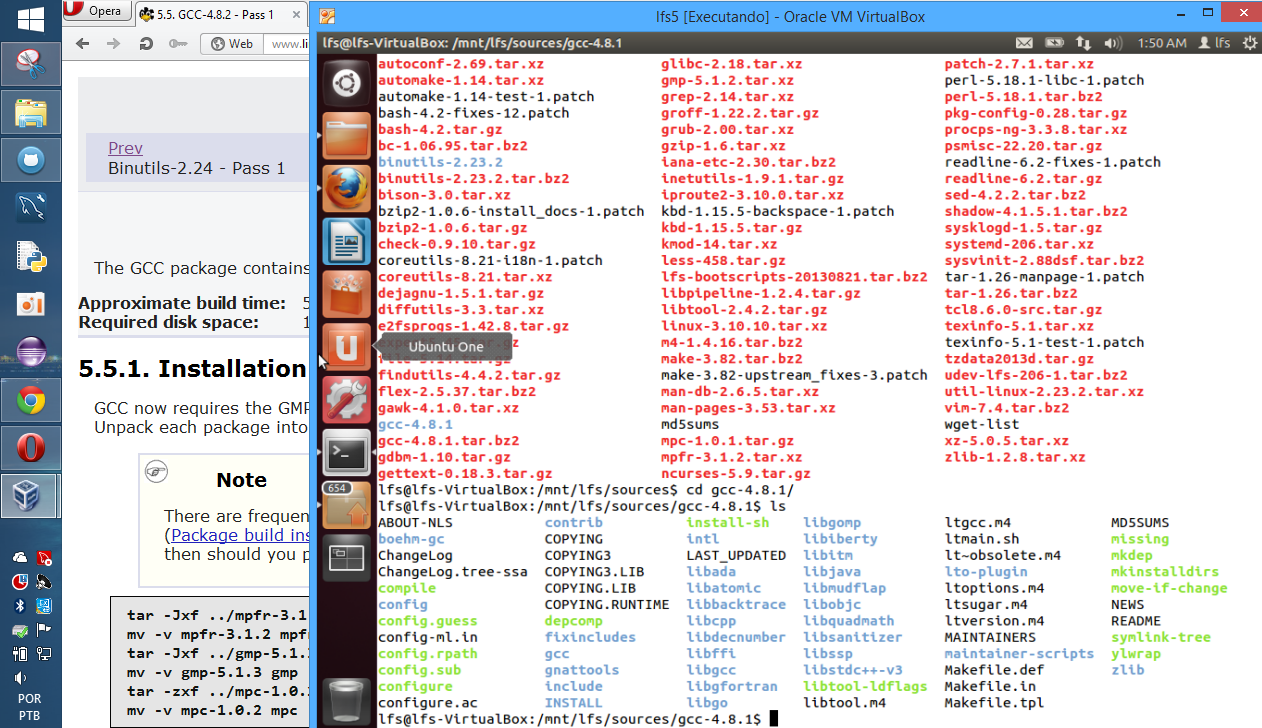 Opera
5.5. GCC-4.8.2 - Pass 1
Web
www.li
Prev
Binutils-2.24 - Pass 1
The GCC package contains
Approximate build time: 5
Required disk space: 1
5.5.1. Installation
GCC now requires the GMP
Unpack each package into
Note
There are frequen
(Package build ins
then should you p
tar -Jxf ../mpfr-3.1
mv -v mpfr-3.1.2 mpf
tar -Jxf ../gmp-5.1.
mv -v gmp-5.1.3 gmp
tar -zxf ../mpc-1.0.
mv -v mpc-1.0.2 mpc
POR
PTB
lfs5 [Executando] - Oracle VM VirtualBox
lfs@lfs-VirtualBox: /mnt/lfs/sources/gcc-4.8.1
1:50 AM lfs
Ubuntu One
654
autoconf-2.69.tar.xz glibc-2.18.tar.xz patch-2.7.1.tar.xz
automake-1.14.tar.xz gmp-5.1.2.tar.xz perl-5.18.1-libc-1.patch
automake-1.14-test-1.patch grep-2.14.tar.xz perl-5.18.1.tar.bz2
bash-4.2-fixes-12.patch groff-1.22.2.tar.gz pkg-config-0.28.tar.gz
bash-4.2.tar.gz grub-2.00.tar.xz procps-ng-3.3.8.tar.xz
bc-1.06.95.tar.bz2 gzip-1.6.tar.xz psmisc-22.20.tar.gz
binutils-2.23.2 iana-etc-2.30.tar.bz2 readline-6.2-fixes-1.patch
binutils-2.23.2.tar.bz2 inetutils-1.9.1.tar.gz readline-6.2.tar.gz
bison-3.0.tar.xz iproute2-3.10.0.tar.xz sed-4.2.2.tar.bz2
bzip2-1.0.6-install_docs-1.patch kbd-1.15.5-backspace-1.patch shadow-4.1.5.1.tar.bz2
bzip2-1.0.6.tar.gz kbd-1.15.5.tar.gz sysklogd-1.5.tar.gz
check-0.9.10.tar.gz kmod-14.tar.xz systemd-206.tar.xz
coreutils-8.21-i18n-1.patch less-458.tar.gz sysvinit-2.88dsf.tar.bz2
coreutils-8.21.tar.xz lfs-bootscripts-20130821.tar.bz2 tar-1.26-manpage-1.patch
dejagnu-1.5.1.tar.gz libpipeline-1.2.4.tar.gz tar-1.26.tar.bz2
diffutils-3.3.tar.xz libtool-2.4.2.tar.gz tcl8.6.0-src.tar.gz
e2fsprogs-1.42.8.tar.gz linux-3.10.10.tar.xz texinfo-5.1.tar.xz
m4-1.4.16.tar.bz2 texinfo-5.1-test-1.patch
make-3.82.tar.bz2 tzdata2013d.tar.gz
findutils-4.4.2.tar.gz make-3.82-upstream_fixes-3.patch udev-lfs-206-1.tar.bz2
flex-2.5.37.tar.bz2 man-db-2.6.5.tar.xz util-linux-2.23.2.tar.xz
gawk-4.1.0.tar.xz man-pages-3.53.tar.xz vim-7.4.tar.bz2
gcc-4.8.1 md5sums wget-list
gcc-4.8.1.tar.bz2 mpc-1.0.1.tar.gz xz-5.0.5.tar.xz
gdbm-1.10.tar.gz mpfr-3.1.2.tar.xz zlib-1.2.8.tar.xz
gettext-0.18.3.tar.gz ncurses-5.9.tar.gz
lfs@lfs-VirtualBox:/mnt/lfs/sources$ cd gcc-4.8.1/
lfs@lfs-VirtualBox:/mnt/lfs/sources/gcc-4.8.1$ ls
ABOUT-NLS contrib install-sh libgomp ltgcc.m4 MD5SUMS
boehm-gc COPYING intl libiberty ltmain.sh missing
ChangeLog COPYING3 LAST_UPDATED libitm lt~obsolete.m4 mkdep
ChangeLog.tree-ssa COPYING3.LIB libada libjava lto-plugin mkinstalldirs
compile COPYING.LIB libatomic libmudflap ltoptions.m4 move-if-change
config COPYING.RUNTIME libbacktrace libobjc ltsugar.m4 NEWS
config.guess depcomp libcpp libquadmath ltversion.m4 README
config-ml.in fixincludes libdecnumber libsanitizer MAINTAINERS symlink-tree
config.rpath gcc libffi libssp maintainer-scripts ylwrap
config.sub gnattools libgcc libstdc++-v3 Makefile.def zlib
configure include libgfortran libtool-ldflags Makefile.in
configure.ac INSTALL libgo libtool.m4 Makefile.tpl
lfs@lfs-VirtualBox:/mnt/lfs/sources/gcc-4.8.1$